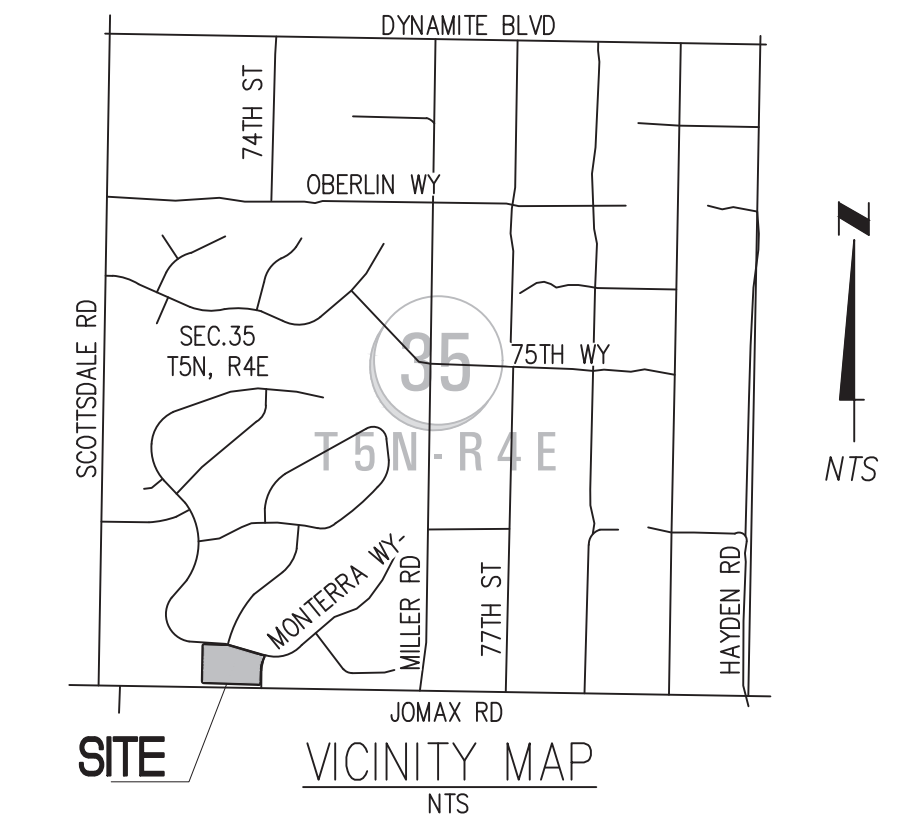 DYNAMITE BLVD
74TH ST
OBERLIN WY
N
SCOTTSDALE RD
SEC.35
T5N, R4E
35
T5N-R4E
75TH WY
NTS
MONTERRA WY-
MILLER RD
77TH ST
HAYDEN RD
JOMAX RD
SITE
VICINITY MAP
NTS